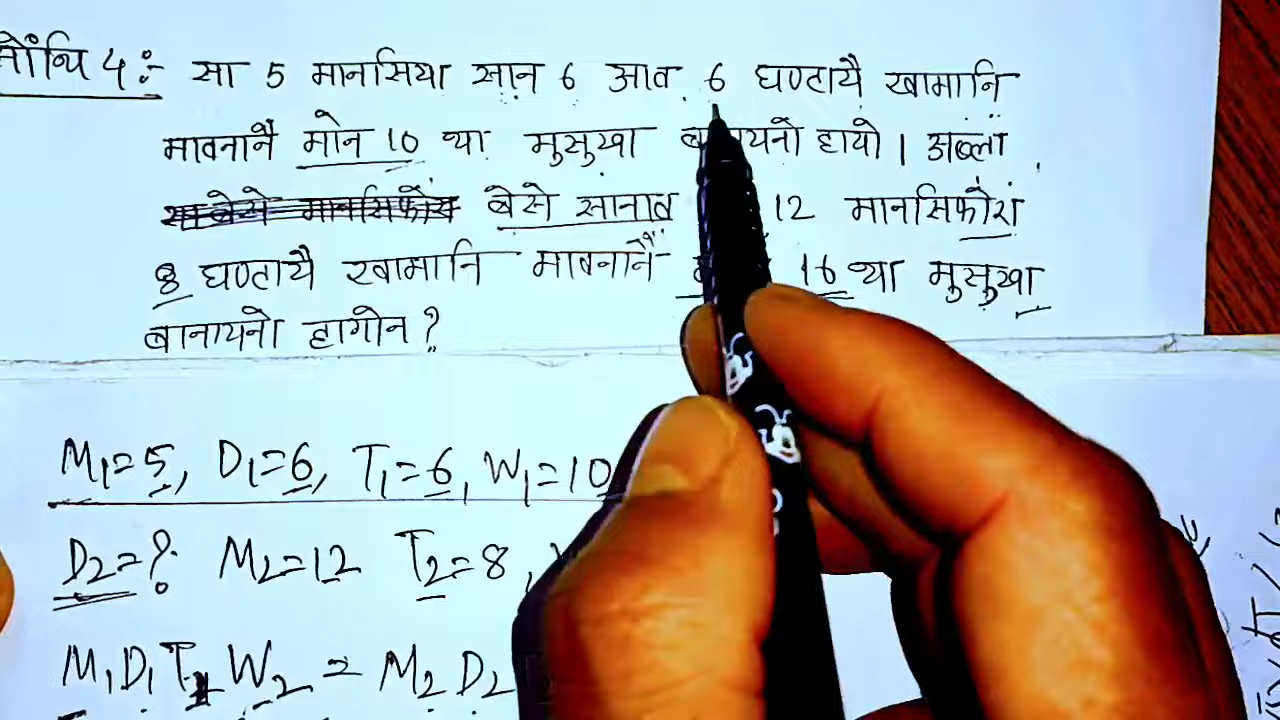 नोंथि 4:- सा 5 मानसिया सान 6 आव 6 घण्टायै खामानि
मावनानै मोन 10 था मुसुखा हायो। अब्ला
बेसे सानाव 12 मानसिफोरा
8 घण्टायै खामानि मावनानै 16 था मुसुखा
बानायनो हागोन?
M₁=5, D₁=6, T₁=6, W₁=10
D₂=? M₂=12 T₂=8,
M₁D₁T₁W₂ = M₂D₂